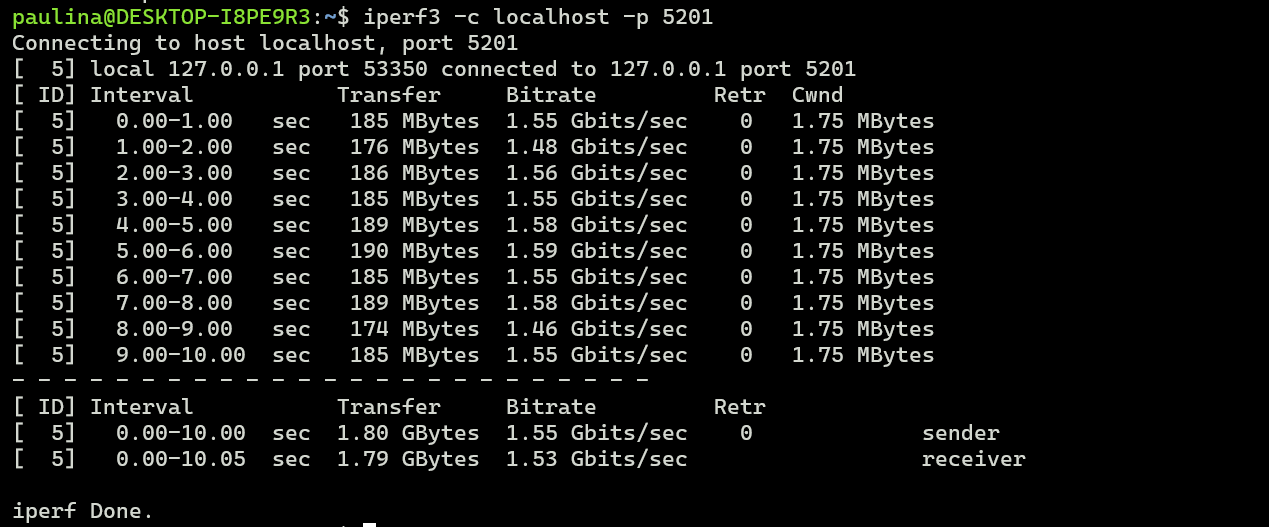 paulina@DESKTOP-I8PE9R3:~$ iperf3 -c localhost -p 5201
Connecting to host localhost, port 5201
[  5] local 127.0.0.1 port 53350 connected to 127.0.0.1 port 5201
[ ID] Interval           Transfer     Bitrate         Retr  Cwnd
[  5]   0.00-1.00   sec   185 MBytes  1.55 Gbits/sec    0   1.75 MBytes
[  5]   1.00-2.00   sec   176 MBytes  1.48 Gbits/sec    0   1.75 MBytes
[  5]   2.00-3.00   sec   186 MBytes  1.56 Gbits/sec    0   1.75 MBytes
[  5]   3.00-4.00   sec   185 MBytes  1.55 Gbits/sec    0   1.75 MBytes
[  5]   4.00-5.00   sec   189 MBytes  1.58 Gbits/sec    0   1.75 MBytes
[  5]   5.00-6.00   sec   190 MBytes  1.59 Gbits/sec    0   1.75 MBytes
[  5]   6.00-7.00   sec   185 MBytes  1.55 Gbits/sec    0   1.75 MBytes
[  5]   7.00-8.00   sec   189 MBytes  1.58 Gbits/sec    0   1.75 MBytes
[  5]   8.00-9.00   sec   174 MBytes  1.46 Gbits/sec    0   1.75 MBytes
[  5]   9.00-10.00  sec   185 MBytes  1.55 Gbits/sec    0   1.75 MBytes
- - - - - - - - - - - - - - - - - - - - - - - - -
[ ID] Interval           Transfer     Bitrate         Retr
[  5]   0.00-10.00  sec  1.80 GBytes  1.55 Gbits/sec    0             sender
[  5]   0.00-10.05  sec  1.79 GBytes  1.53 Gbits/sec                  receiver
iperf Done.